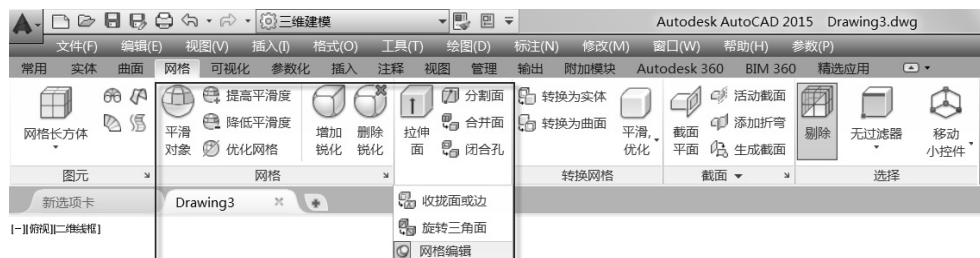 三维建模
Autodesk AutoCAD 2015 Drawing3.dwg
文件(F) 编辑(E) 视图(V) 插入(I) 格式(O) 工具(T) 绘图(D) 标注(N) 修改(M) 窗口(W) 帮助(H) 参数(P)
常用 实体 曲面 网格 可视化 参数化 插入 注释 视图 管理 输出 附加模块 Autodesk 360 BIM 360 精选应用
网格长方体
图元
平滑
对象
提高平滑度
降低平滑度
优化网格
增加
锐化
删除
锐化
网格
拉伸
面
分割面
合并面
闭合孔
收拢面或边
旋转三角面
网格编辑
转换为实体
转换为曲面
平滑,
优化
转换网格
截面
平面
活动截面
添加折弯
生成截面
截面
剔除
无过滤器
移动
小控件
选择
新选项卡
Drawing3
[-][俯视][二维线框]